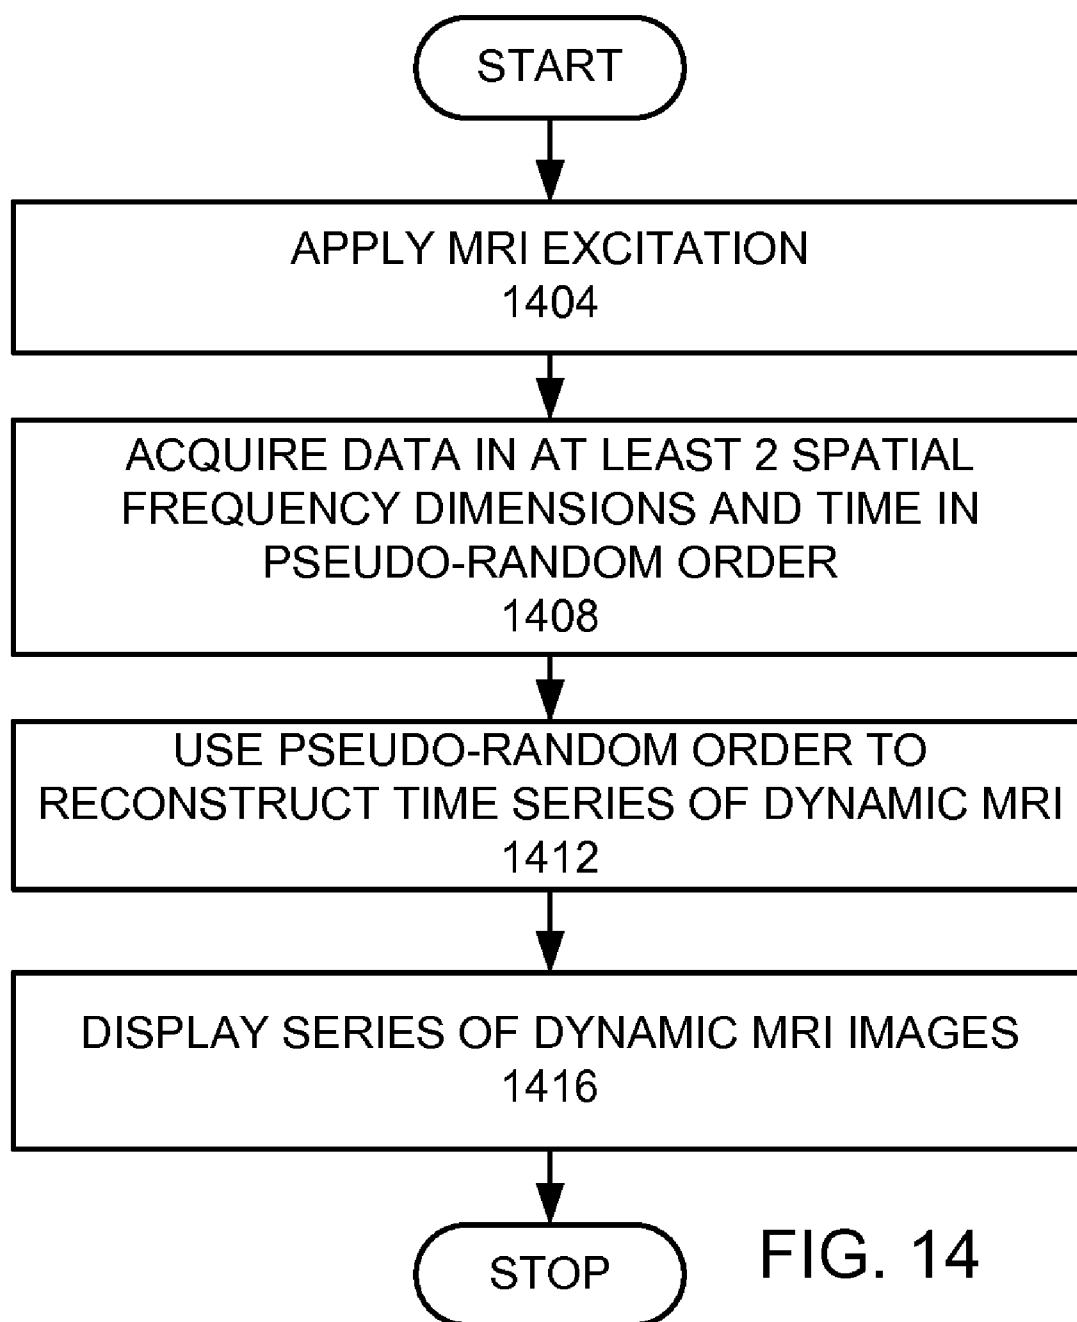 START
APPLY MRI EXCITATION
1404
ACQUIRE DATA IN AT LEAST 2 SPATIAL
FREQUENCY DIMENSIONS AND TIME IN
PSEUDO-RANDOM ORDER
1408
USE PSEUDO-RANDOM ORDER TO
RECONSTRUCT TIME SERIES OF DYNAMIC MRI
1412
DISPLAY SERIES OF DYNAMIC MRI IMAGES
1416
STOP
FIG. 14